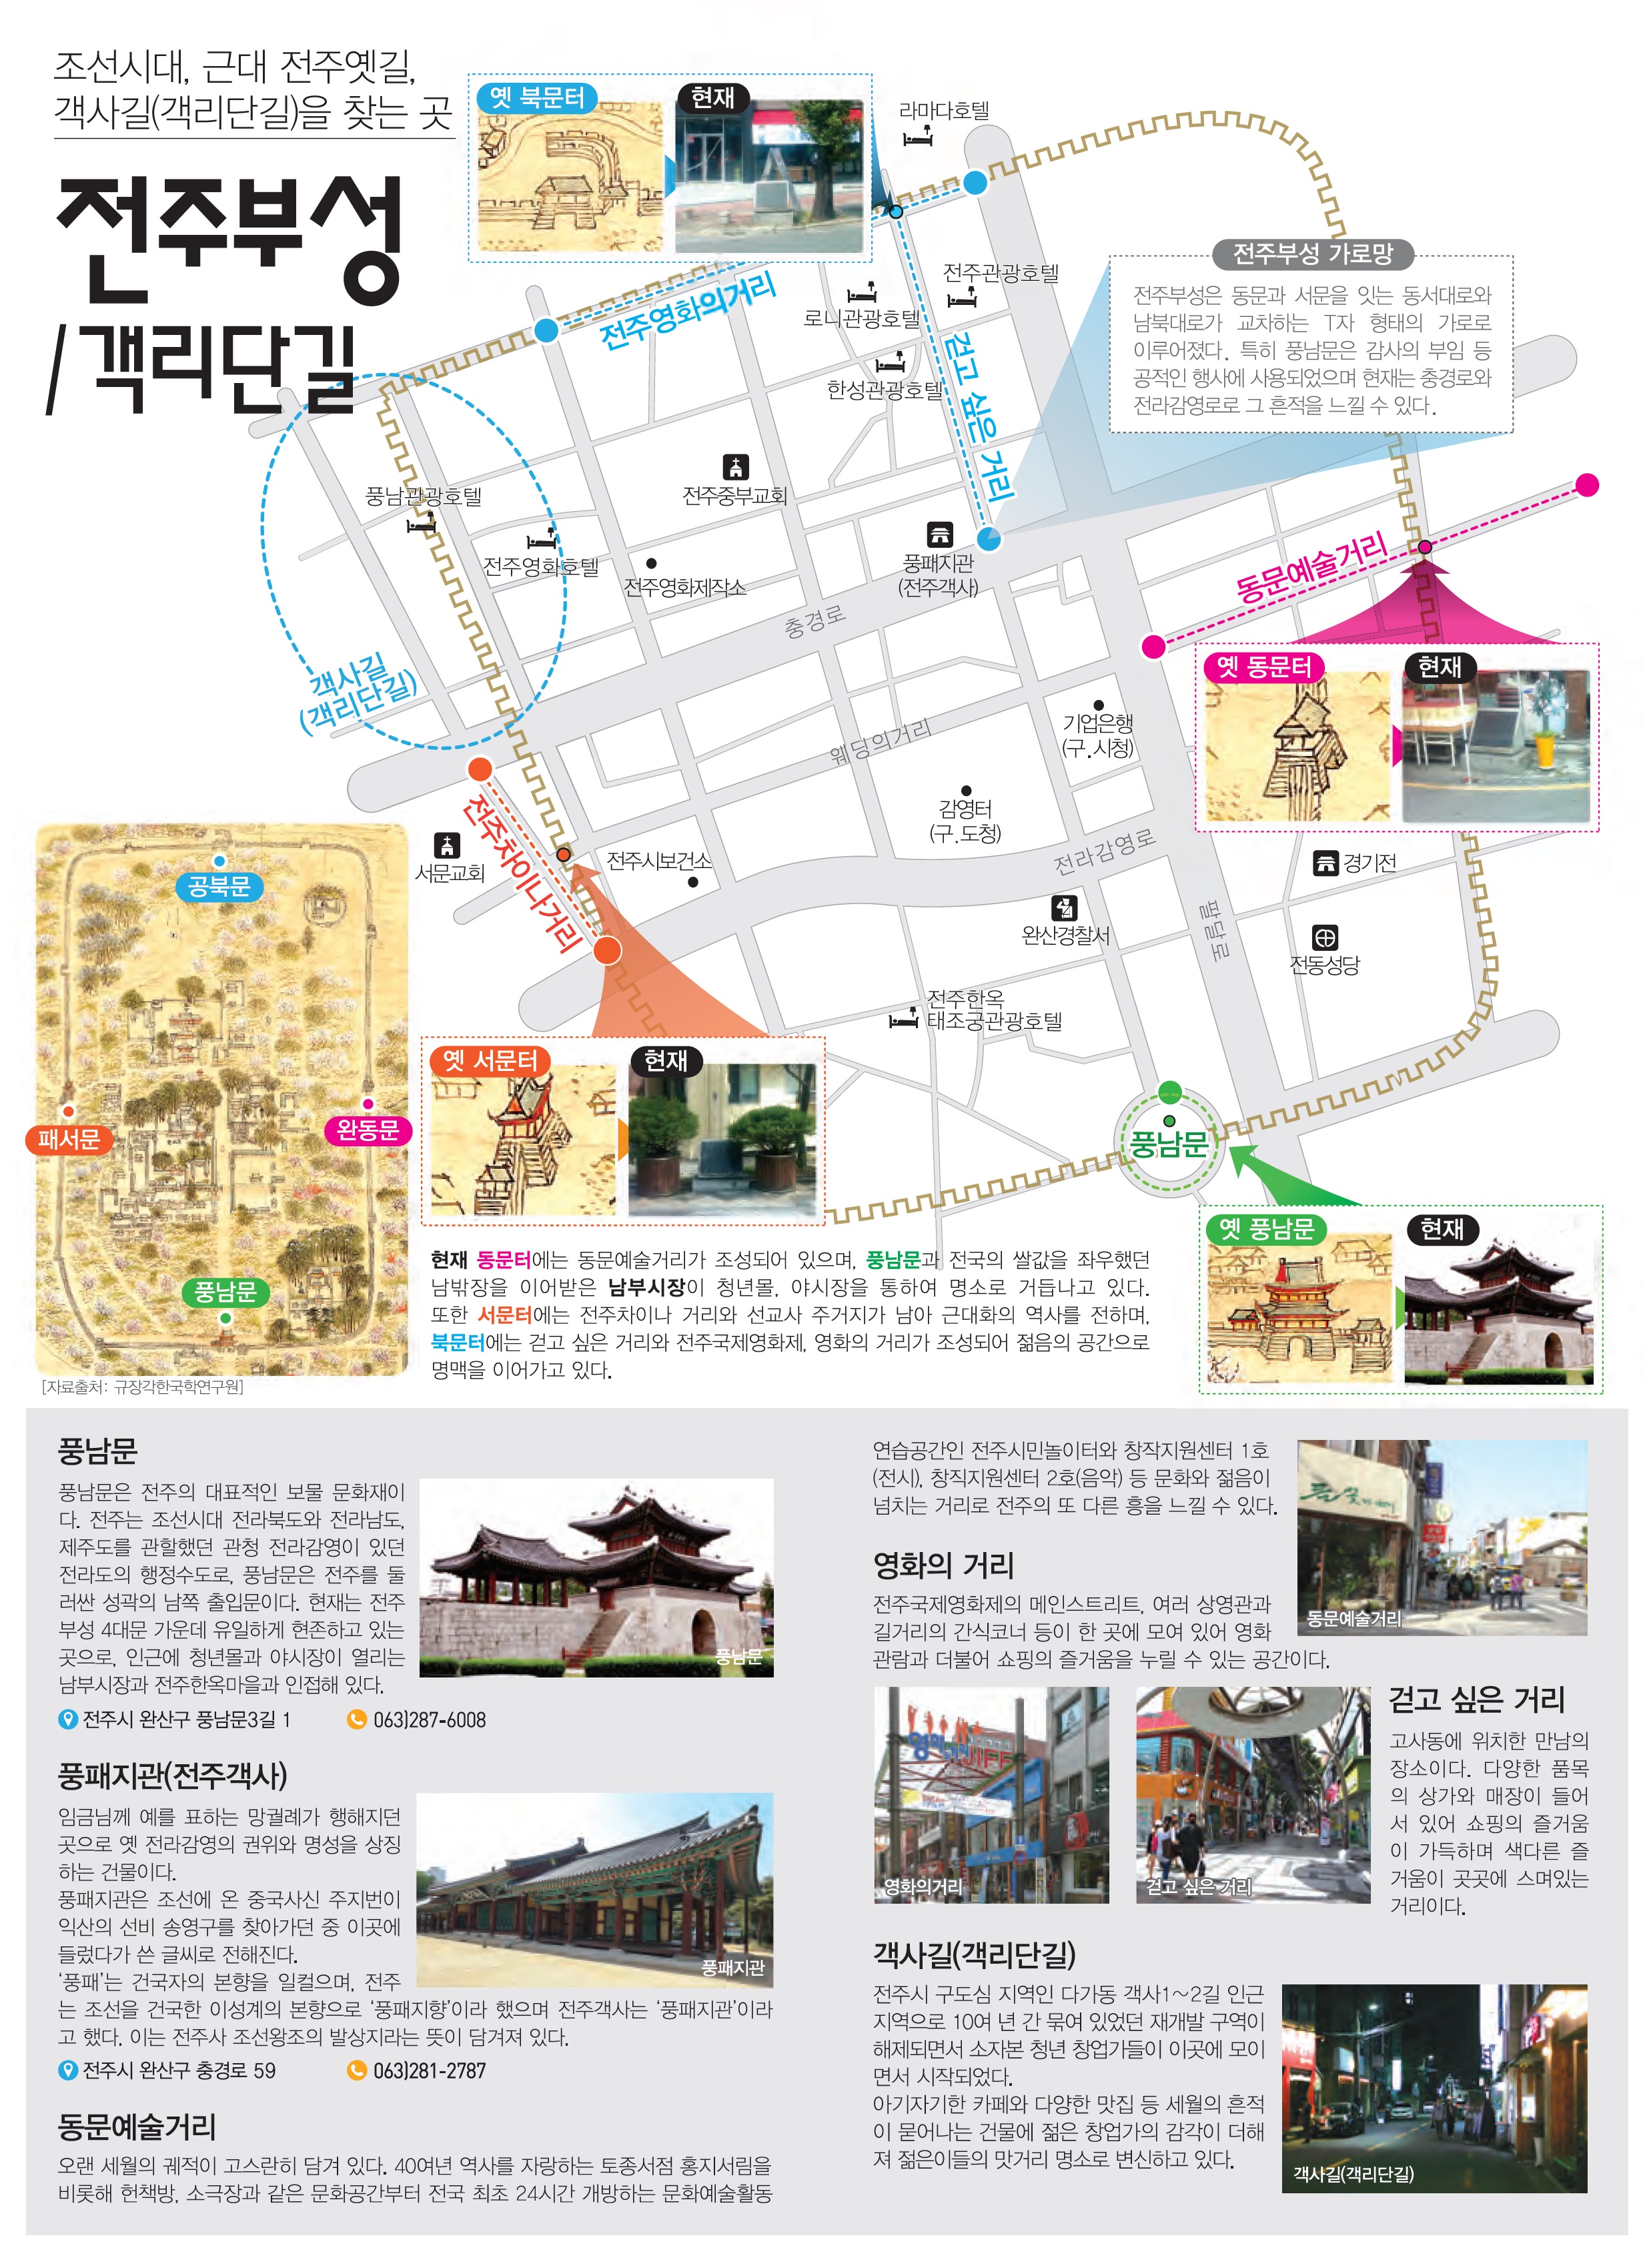 조선시대, 근대 전주옛길,
객사길(객리단길)을 찾는 곳
전주부성
/객리단길
옛 북문터
현재
라마다호텔
전주관광호텔
로니관광호텔
한성관광호텔
전주영화의거리
걷고 싶은 거리
전주부성 가로망
전주부성은 동문과 서문을 잇는 동서대로와
남북대로가 교차하는 T자 형태의 가로로
이루어졌다. 특히 풍남문은 감사의 부임 등
공적인 행사에 사용되었으며 현재는 충경로와
전라감영로로 그 흔적을 느낄 수 있다.
풍남관광호텔
전주영화호텔
전주중부교회
전주영화제작소
풍패지관
(전주객사)
충경로
동문예술거리
객사길
(객리단길)
옛 동문터
현재
기업은행
(구.시청)
웨딩의거리
감영터
(구.도청)
전라감영로
전주차이나거리
서문교회
전주시보건소
완산경찰서
팔달로
경기전
전동성당
전주한옥
태조궁관광호텔
공북문
패서문
완동문
풍남문
[자료출처: 규장각한국학연구원]
옛 서문터
현재
풍남문
옛 풍남문
현재
현재 동문터에는 동문예술거리가 조성되어 있으며, 풍남문과 전국의 쌀값을 좌우했던
남밖장을 이어받은 남부시장이 청년몰, 야시장을 통하여 명소로 거듭나고 있다.
또한 서문터에는 전주차이나 거리와 선교사 주거지가 남아 근대화의 역사를 전하며,
북문터에는 걷고 싶은 거리와 전주국제영화제, 영화의 거리가 조성되어 젊음의 공간으로
명맥을 이어가고 있다.
풍남문
풍남문은 전주의 대표적인 보물 문화재이
다. 전주는 조선시대 전라북도와 전라남도,
제주도를 관할했던 관청 전라감영이 있던
전라도의 행정수도로, 풍남문은 전주를 둘
러싼 성곽의 남쪽 출입문이다. 현재는 전주
부성 4대문 가운데 유일하게 현존하고 있는
곳으로, 인근에 청년몰과 야시장이 열리는
남부시장과 전주한옥마을과 인접해 있다.
전주시 완산구 풍남문3길 1
063)287-6008
풍남문
풍패지관(전주객사)
임금님께 예를 표하는 망궐례가 행해지던
곳으로 옛 전라감영의 권위와 명성을 상징
하는 건물이다.
풍패지관은 조선에 온 중국사신 주지번이
익산의 선비 송영구를 찾아가던 중 이곳에
들렀다가 쓴 글씨로 전해진다.
‘풍패’는 건국자의 본향을 일컬으며, 전주
는 조선을 건국한 이성계의 본향으로 ‘풍패지향’이라 했으며 전주객사는 ‘풍패지관’이라
고 했다. 이는 전주사 조선왕조의 발상지라는 뜻이 담겨져 있다.
전주시 완산구 충경로 59
063)281-2787
풍패지관
동문예술거리
오랜 세월의 궤적이 고스란히 담겨 있다. 40여년 역사를 자랑하는 토종서점 홍지서림을
비롯해 헌책방, 소극장과 같은 문화공간부터 전국 최초 24시간 개방하는 문화예술활동
연습공간인 전주시민놀이터와 창작지원센터 1호
(전시), 창직지원센터 2호(음악) 등 문화와 젊음이
넘치는 거리로 전주의 또 다른 흥을 느낄 수 있다.
동문예술거리
영화의 거리
전주국제영화제의 메인스트리트, 여러 상영관과
길거리의 간식코너 등이 한 곳에 모여 있어 영화
관람과 더불어 쇼핑의 즐거움을 누릴 수 있는 공간이다.
영화의거리
걷고 싶은 거리
걷고 싶은 거리
고사동에 위치한 만남의
장소이다. 다양한 품목
의 상가와 매장이 들어
서 있어 쇼핑의 즐거움
이 가득하며 색다른 즐
거움이 곳곳에 스며있는
거리이다.
객사길(객리단길)
전주시 구도심 지역인 다가동 객사1~2길 인근
지역으로 10여 년 간 묶여 있었던 재개발 구역이
해제되면서 소자본 청년 창업가들이 이곳에 모이
면서 시작되었다.
아기자기한 카페와 다양한 맛집 등 세월의 흔적
이 묻어나는 건물에 젊은 창업가의 감각이 더해
져 젊은이들의 맛거리 명소로 변신하고 있다.
객사길(객리단길)